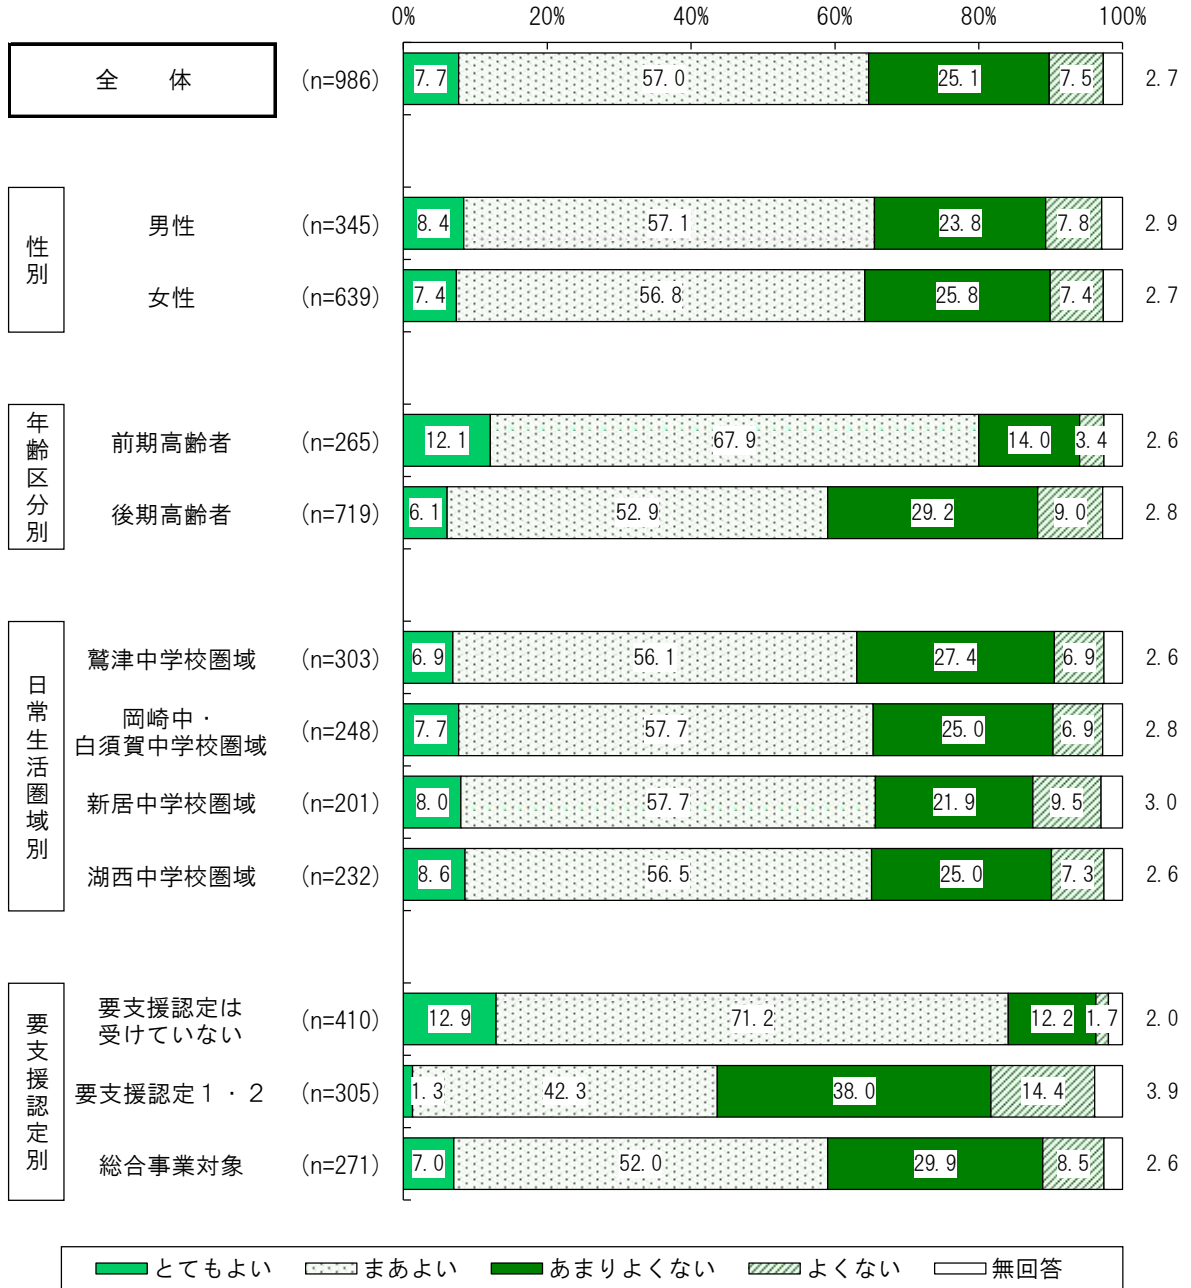 0% 20% 40% 60% 80% 100%
全　体 (n=986) 7.7 57.0 25.1 7.5 2.7
性別
男性 (n=345) 8.4 57.1 23.8 7.8 2.9
女性 (n=639) 7.4 56.8 25.8 7.4 2.7
年齢区分別
前期高齢者 (n=265) 12.1 67.9 14.0 3.4 2.6
後期高齢者 (n=719) 6.1 52.9 29.2 9.0 2.8
日常生活圏域別
鷲津中学校圏域 (n=303) 6.9 56.1 27.4 6.9 2.6
岡崎中・
白須賀中学校圏域 (n=248) 7.7 57.7 25.0 6.9 2.8
新居中学校圏域 (n=201) 8.0 57.7 21.9 9.5 3.0
湖西中学校圏域 (n=232) 8.6 56.5 25.0 7.3 2.6
要支援認定別
要支援認定は
受けていない (n=410) 12.9 71.2 12.2 1.7 2.0
要支援認定１・２ (n=305) 1.3 42.3 38.0 14.4 3.9
総合事業対象 (n=271) 7.0 52.0 29.9 8.5 2.6
とてもよい まあよい あまりよくない よくない 無回答